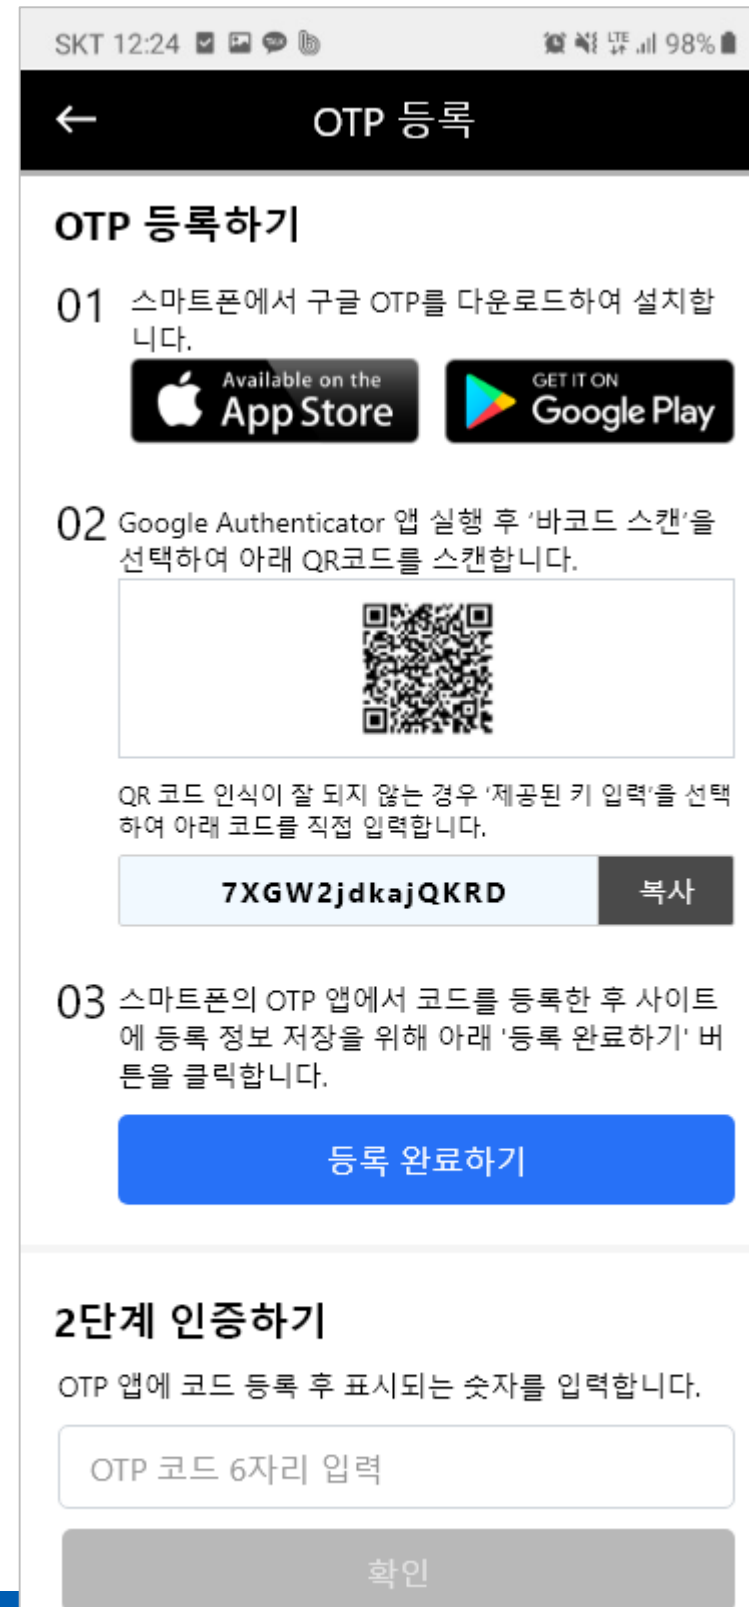 SKT 12:24
LTE
98%
OTP 등록
OTP 등록하기
01 스마트폰에서 구글 OTP를 다운로드하여 설치합
니다.
Available on the
App Store
GET IT ON
Google Play
02 Google Authenticator 앱 실행 후 '바코드 스캔'을
선택하여 아래 QR코드를 스캔합니다.
QR 코드 인식이 잘 되지 않는 경우 '제공된 키 입력'을 선택
하여 아래 코드를 직접 입력합니다.
7XGW2jdkajQKRD
복사
03 스마트폰의 OTP 앱에서 코드를 등록한 후 사이트
에 등록 정보 저장을 위해 아래 '등록 완료하기' 버
튼을 클릭합니다.
등록 완료하기
2단계 인증하기
OTP 앱에 코드 등록 후 표시되는 숫자를 입력합니다.
OTP 코드 6자리 입력
확인